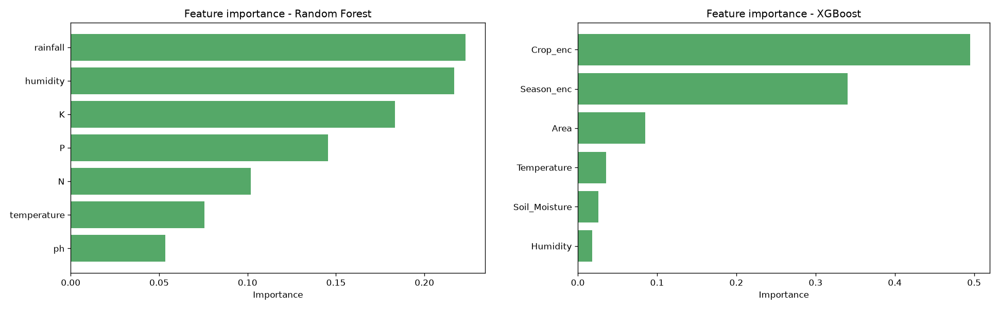 Feature importance - Random Forest
rainfall
humidity
K
P
N
temperature
ph
0.00 0.05 0.10 0.15 0.20
Importance
Feature importance - XGBoost
Crop_enc
Season_enc
Area
Temperature
Soil_Moisture
Humidity
0.0 0.1 0.2 0.3 0.4 0.5
Importance